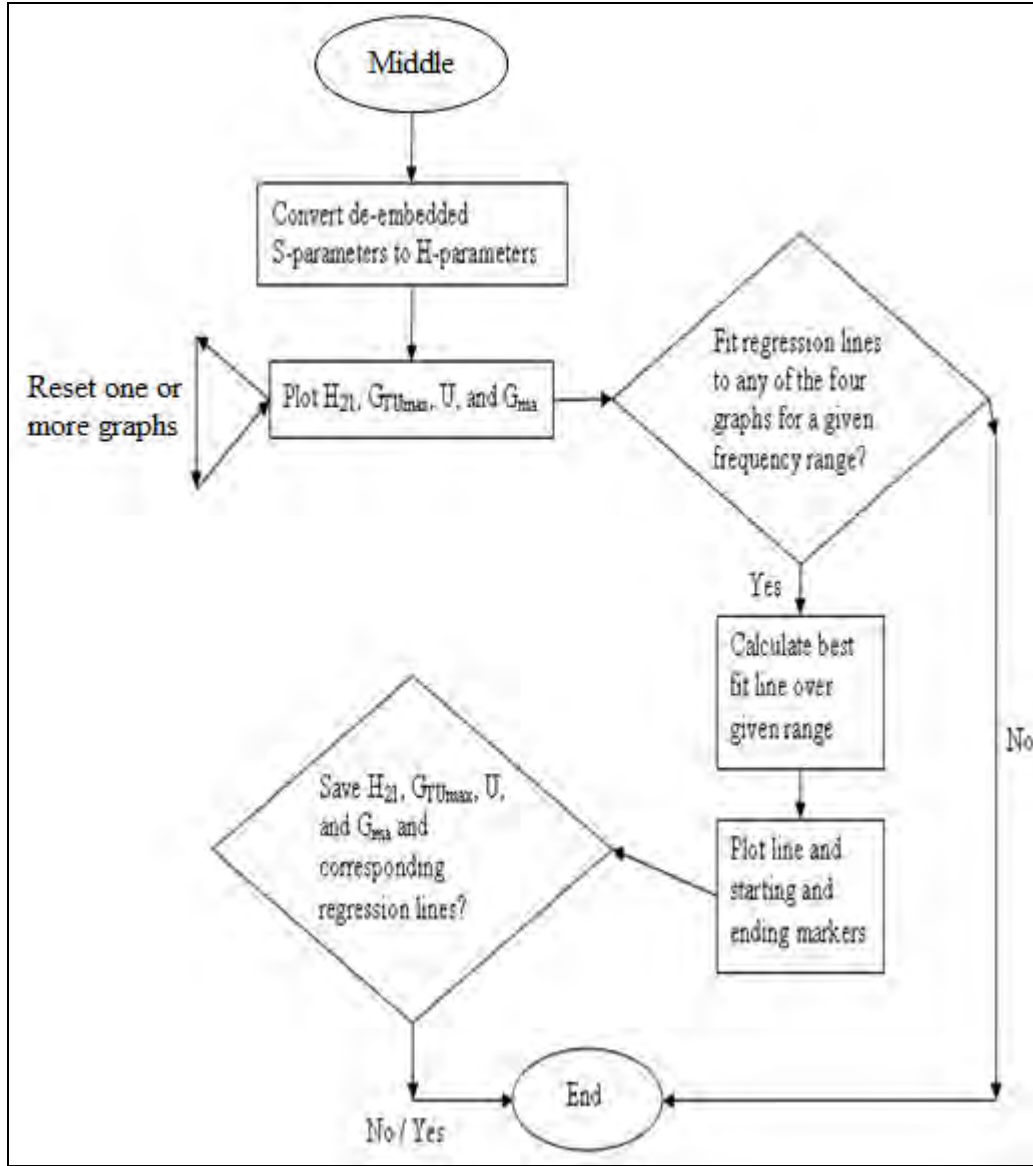 Middle
Convert de-embedded
S-parameters to H-parameters
Reset one or
more graphs
Plot H21, GTUmax, U, and Gma
Fit regression lines
to any of the four
graphs for a given
frequency range?
Yes
No
Calculate best
fit line over
given range
Plot line and
starting and
ending markers
Save H21, GTUmax, U,
and Gma and
corresponding
regression lines?
No / Yes
End